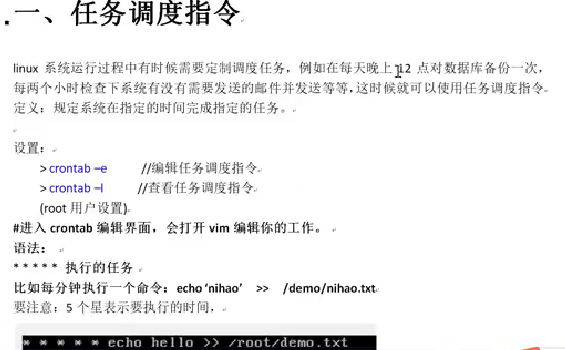 一、任务调度指令
linux 系统运行过程中有时候需要定制调度任务，例如在每天晚上 12 点对数据库备份一次，
每两个小时检查下系统有没有需要发送的邮件并发送等等，这时候就可以使用任务调度指令
定义：规定系统在指定的时间完成指定的任务。
设置：
>crontab –e //编辑任务调度指令
>crontab –l //查看任务调度指令
(root 用户设置)
#进入 crontab 编辑界面，会打开 vim 编辑你的工作。
语法：
* * * * * 执行的任务
比如每分钟执行一个命令：echo ‘nihao’ >> /demo/nihao.txt
要注意：5 个星表示要执行的时间，
* * * * * echo hello >> /root/demo.txt